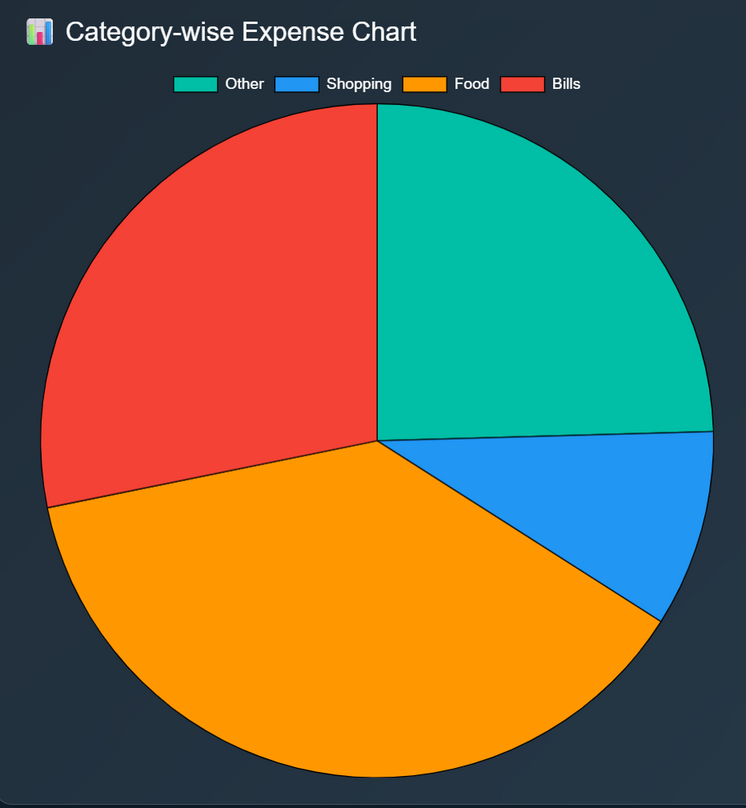 Category-wise Expense Chart
Other Shopping Food Bills